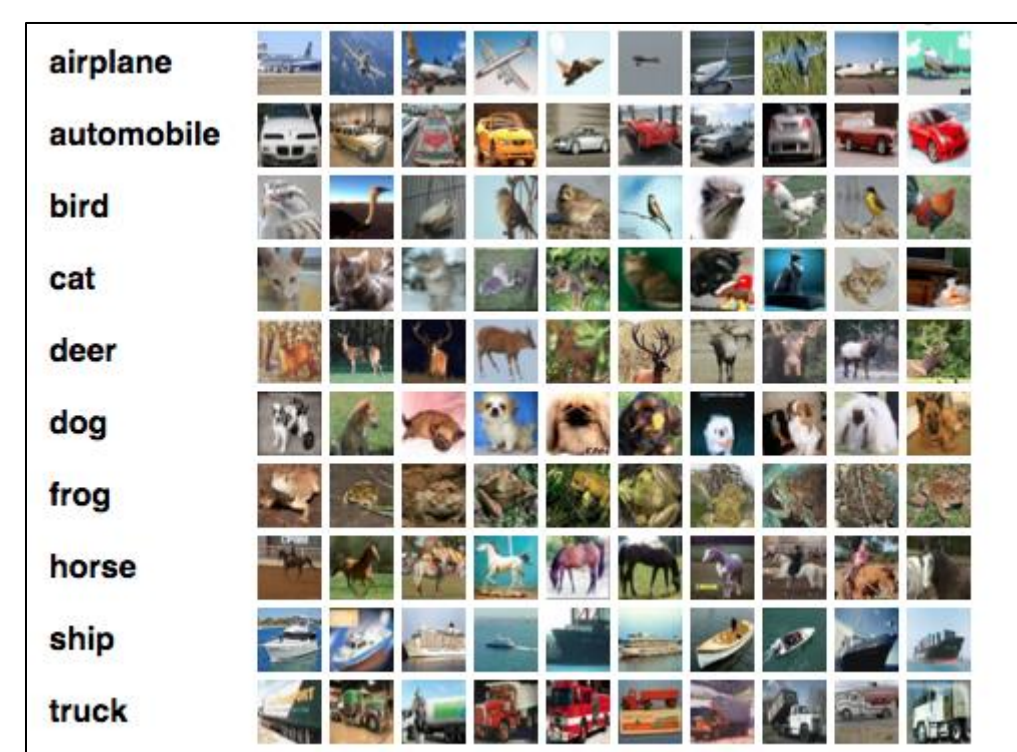 airplane
automobile
bird
cat
deer
dog
frog
horse
ship
truck